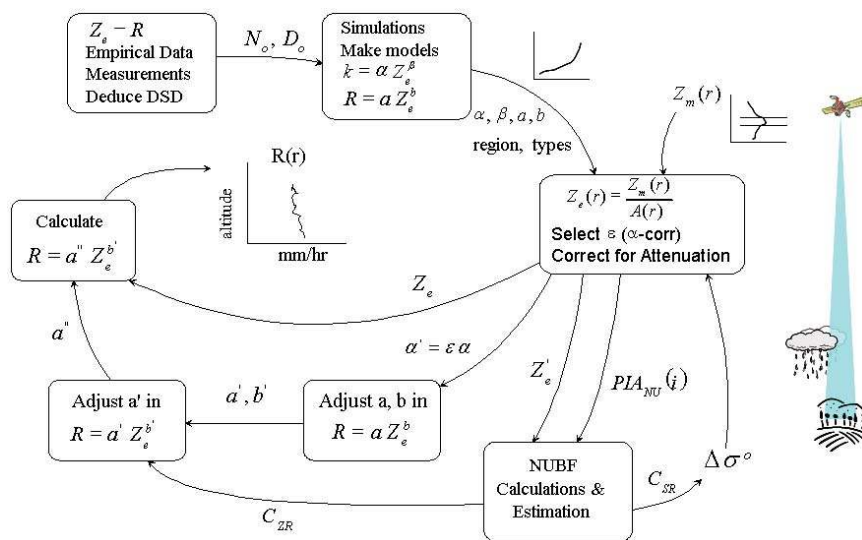 Z_e − R
Empirical Data
Measurements
Deduce DSD
N_o, D_o
Simulations
Make models
k = α Z_e^β
R = a Z_e^b
α, β, a, b
region, types
Z_m(r)
Z_e(r) = Z_m(r) / A(r)
Select ε (α-corr)
Correct for Attenuation
R(r)
altitude
mm/hr
Calculate
R = a" Z_e^b'
Z_e
a"
α' = ε α
Z_e'
PIA_NU(i)
Adjust a' in
R = a' Z_e^b'
a', b'
Adjust a, b in
R = a Z_e^b
NUBF
Calculations &
Estimation
C_SR
Δσ°
C_ZR